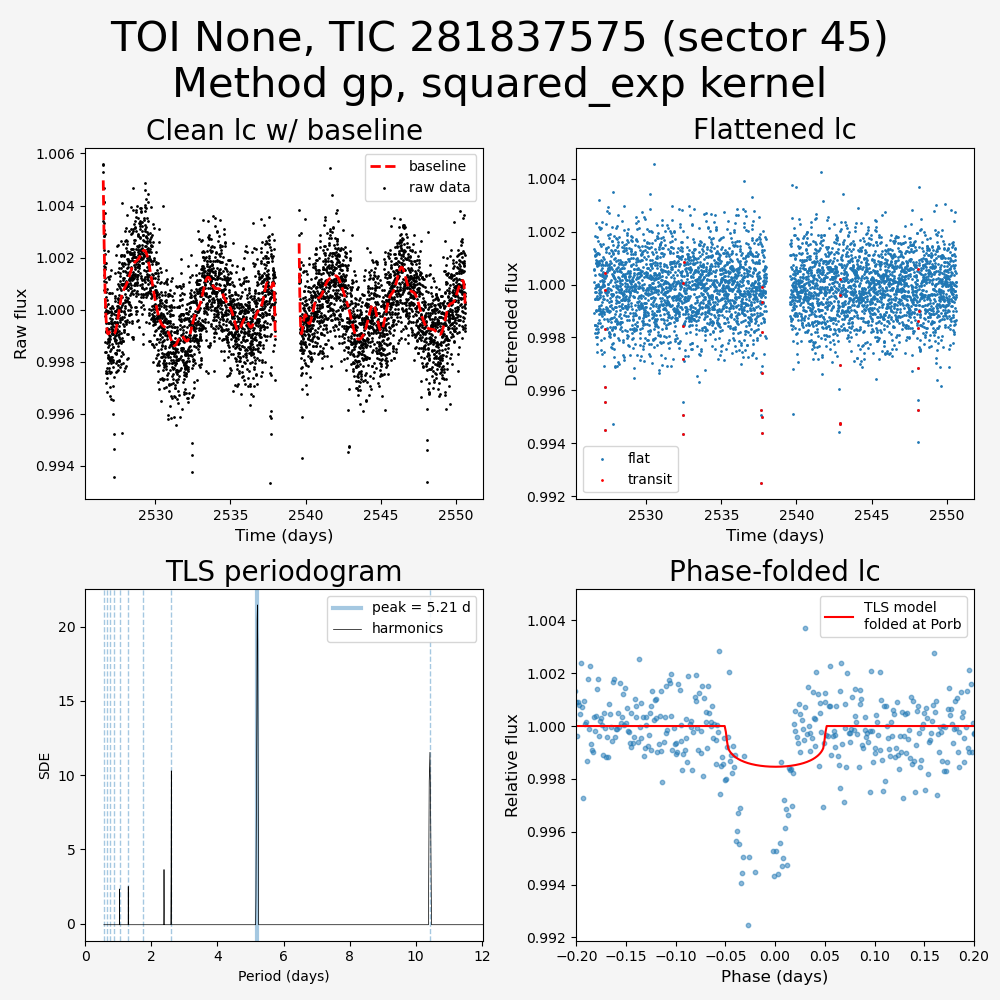 TOI None, TIC 281837575 (sector 45)
Method gp, squared_exp kernel
Clean lc w/ baseline
Raw flux
1.006
1.004
1.002
1.000
0.998
0.996
0.994
baseline
raw data
2530
2535
2540
2545
2550
Time (days)
Flattened lc
Detrended flux
1.004
1.002
1.000
0.998
0.996
0.994
0.992
flat
transit
2530
2535
2540
2545
2550
Time (days)
TLS periodogram
SDE
20
15
10
5
0
peak = 5.21 d
harmonics
0
2
4
6
8
10
12
Period (days)
Phase-folded lc
Relative flux
1.004
1.002
1.000
0.998
0.996
0.994
0.992
TLS model
folded at Porb
−0.20
−0.15
−0.10
−0.05
0.00
0.05
0.10
0.15
0.20
Phase (days)